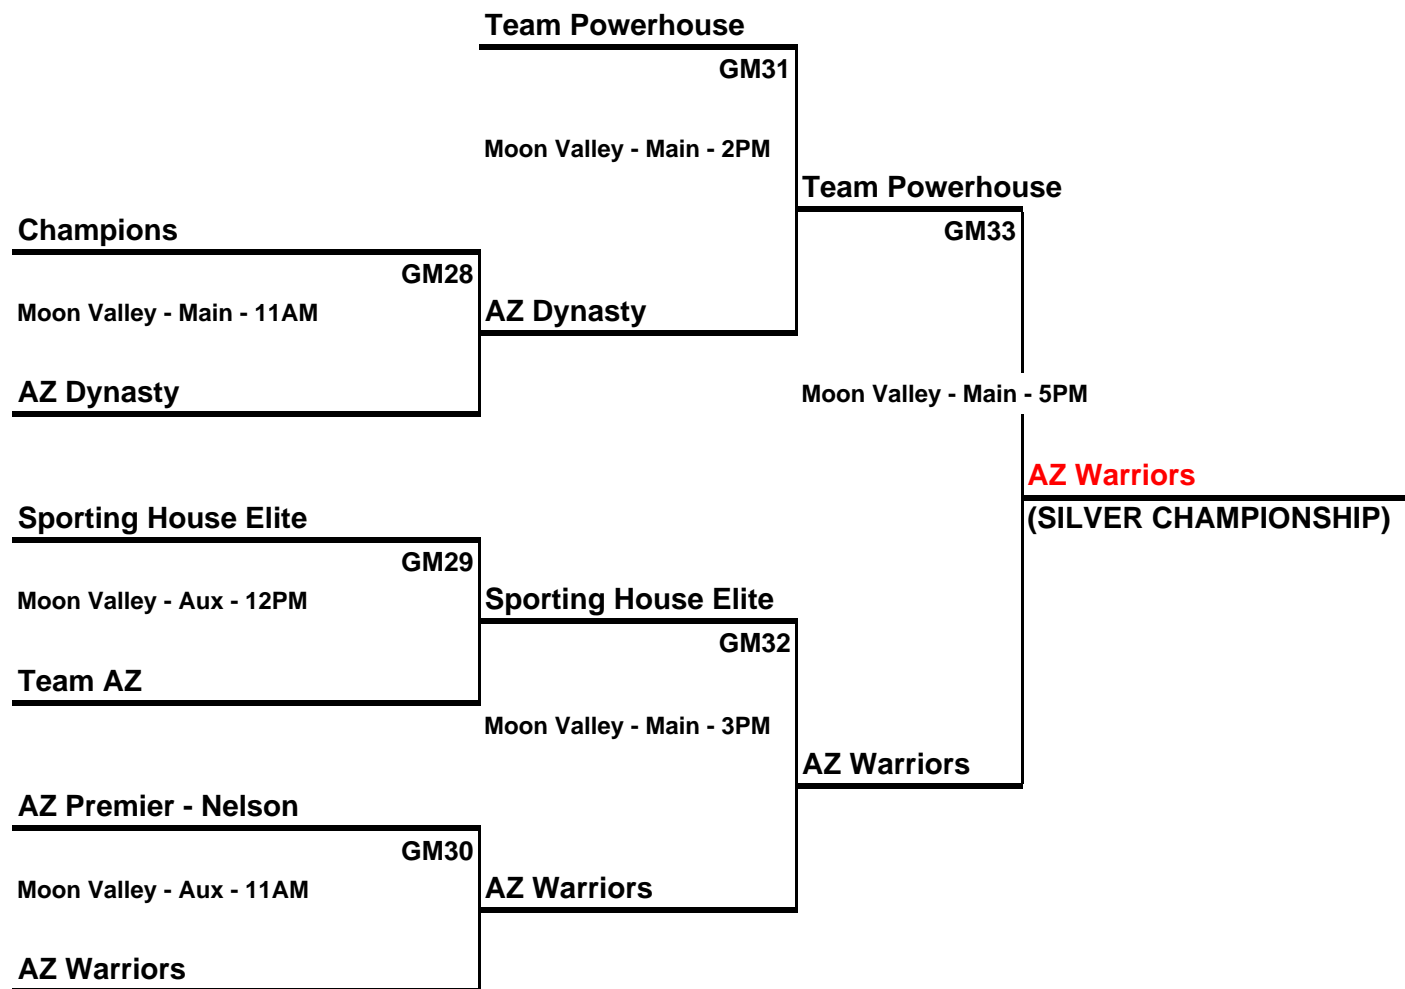 Team Powerhouse
GM31
Moon Valley - Main - 2PM
Team Powerhouse
Champions
GM33
GM28
Moon Valley - Main - 11AM
AZ Dynasty
AZ Dynasty
Moon Valley - Main - 5PM
AZ Warriors
Sporting House Elite
(SILVER CHAMPIONSHIP)
GM29
Moon Valley - Aux - 12PM
Sporting House Elite
GM32
Team AZ
Moon Valley - Main - 3PM
AZ Warriors
AZ Premier - Nelson
GM30
Moon Valley - Aux - 11AM
AZ Warriors
AZ Warriors